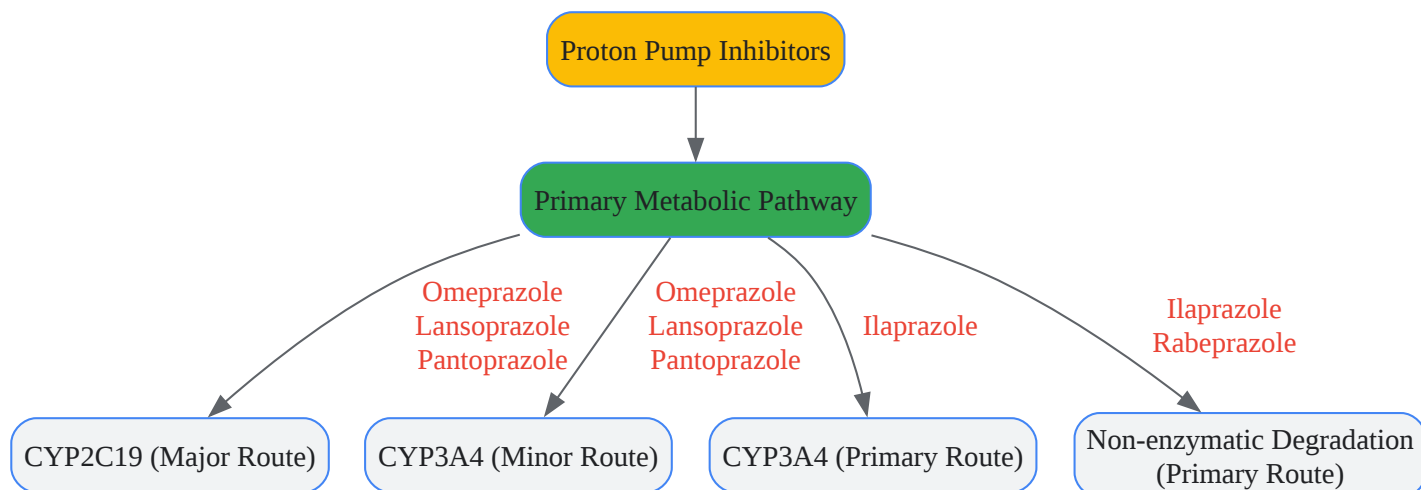 Proton Pump Inhibitors
Primary Metabolic Pathway
Omeprazole
Lansoprazole
Pantoprazole
Omeprazole
Lansoprazole
Pantoprazole
Ilaprazole
Ilaprazole
Rabeprazole
CYP2C19 (Major Route)
CYP3A4 (Minor Route)
CYP3A4 (Primary Route)
Non-enzymatic Degradation
(Primary Route)